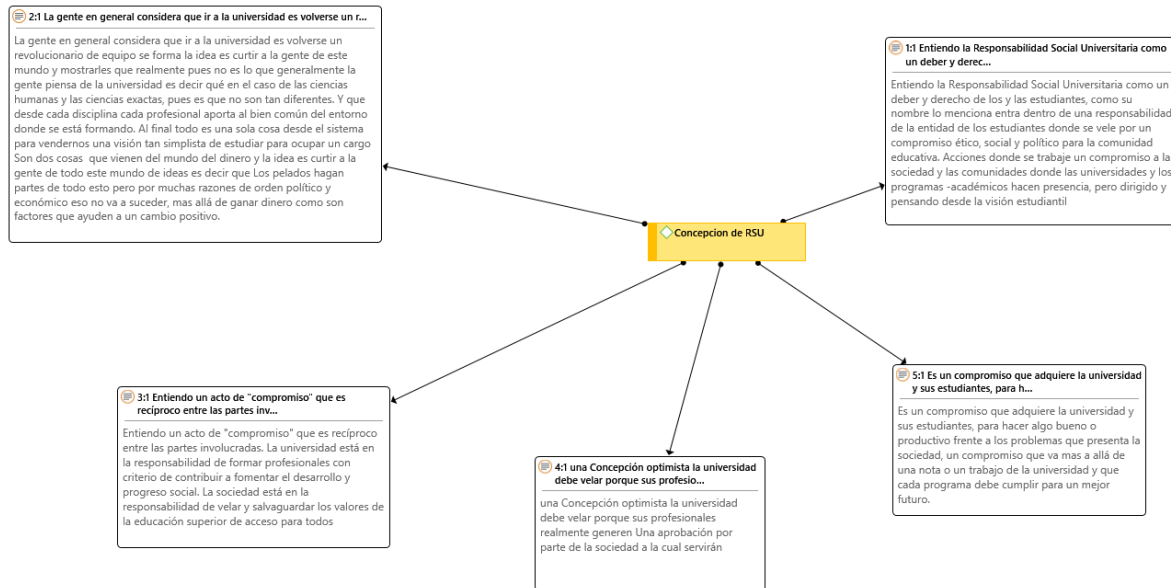 2:1 La gente en general considera que ir a la universidad es volverse un r...
La gente en general considera que ir a la universidad es volverse un
revolucionario de equipo se forma la idea es curtir a la gente de este
mundo y mostrarles que realmente pues no es lo que generalmente la
gente piensa de la universidad es decir qué en el caso de las ciencias
humanas y las ciencias exactas, pues es que no son tan diferentes. Y que
desde cada disciplina cada profesional aporta al bien común del entorno
donde se está formando. Al final todo es una sola cosa desde el sistema
para vendernos una visión tan simplista de estudiar para ocupar un cargo
Son dos cosas que vienen del mundo del dinero y la idea es curtir a la
gente de todo este mundo de ideas es decir que Los pelados hagan
partes de todo esto pero por muchas razones de orden político y
económico eso no va a suceder, mas allá de ganar dinero como son
factores que ayuden a un cambio positivo.
1:1 Entiendo la Responsabilidad Social Universitaria como
un deber y derec...
Entiendo la Responsabilidad Social Universitaria como un
deber y derecho de los y las estudiantes, como su
nombre lo menciona entra dentro de una responsabilidad
de la entidad de los estudiantes donde se vele por un
compromiso ético, social y político para la comunidad
educativa. Acciones donde se trabaje un compromiso a la
sociedad y las comunidades donde las universidades y los
programas -académicos hacen presencia, pero dirigido y
pensando desde la visión estudiantil
Concepcion de RSU
3:1 Entiendo un acto de "compromiso" que es
recíproco entre las partes inv...
Entiendo un acto de "compromiso" que es recíproco
entre las partes involucradas. La universidad está en
la responsabilidad de formar profesionales con
criterio de contribuir a fomentar el desarrollo y
progreso social. La sociedad está en la
responsabilidad de velar y salvaguardar los valores de
la educación superior de acceso para todos
4:1 una Concepción optimista la universidad
debe velar porque sus profesio...
una Concepción optimista la universidad
debe velar porque sus profesionales
realmente generen Una aprobación por
parte de la sociedad a la cual servirán
5:1 Es un compromiso que adquiere la universidad
y sus estudiantes, para h...
Es un compromiso que adquiere la universidad y
sus estudiantes, para hacer algo bueno o
productivo frente a los problemas que presenta la
sociedad, un compromiso que va mas a allá de
una nota o un trabajo de la universidad y que
cada programa debe cumplir para un mejor
futuro.